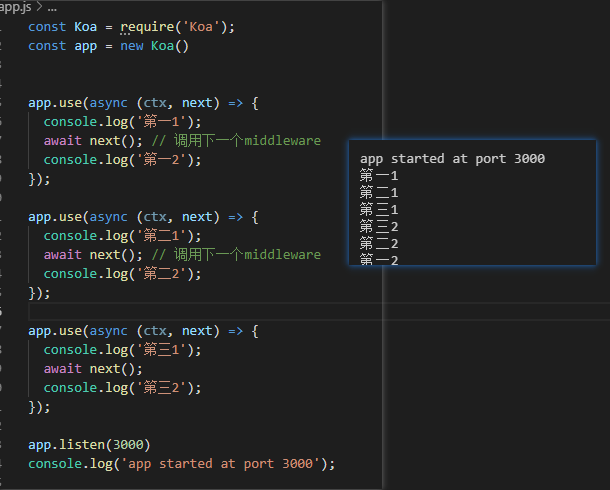 app.js > ...
const Koa = require('Koa');
const app = new Koa()
app.use(async (ctx, next) => {
console.log('第一1');
await next(); // 调用下一个middleware
console.log('第一2');
});
app.use(async (ctx, next) => {
console.log('第二1');
await next(); // 调用下一个middleware
console.log('第二2');
});
app.use(async (ctx, next) => {
console.log('第三1');
await next();
console.log('第三2');
});
app.listen(3000)
console.log('app started at port 3000');
app started at port 3000
第一1
第二1
第三1
第三2
第二2
第一2